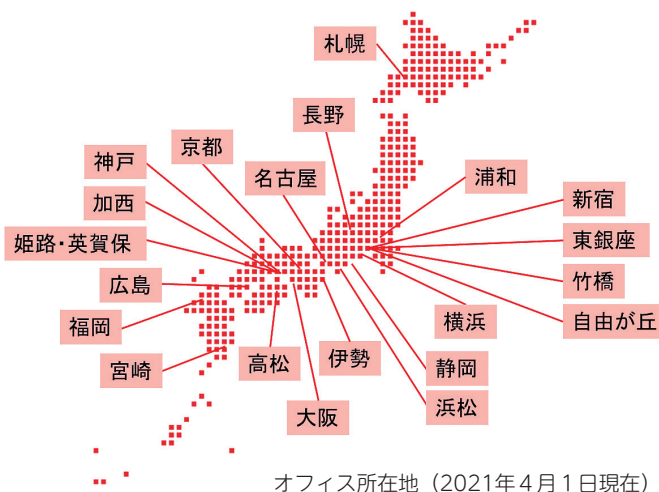 札幌
長野
京都
神戸
名古屋
浦和
加西
新宿
姫路・英賀保
東銀座
広島
竹橋
福岡
横浜
自由が丘
宮崎
高松
伊勢
静岡
大阪
浜松
オフィス所在地（2021年4月1日現在）